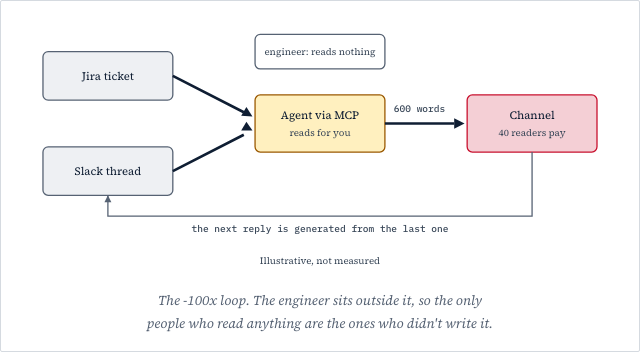 engineer: reads nothing
Jira ticket
Agent via MCP
reads for you
600 words
Channel
40 readers pay
Slack thread
the next reply is generated from the last one
Illustrative, not measured
The -100x loop. The engineer sits outside it, so the only
people who read anything are the ones who didn't write it.